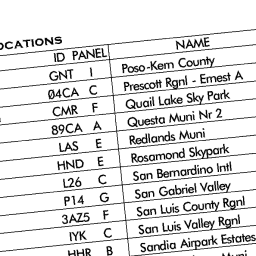 OCATIONS
ID PANEL NAME
GNT I Poso-Kern County
Ø4CA C Prescott Rgnl - Ernest A
CMR F Quail Lake Sky Park
89CA A Questa Muni Nr 2
LAS E Redlands Muni
HND E Rosamond Skypark
L26 C San Bernardino Intl
P14 G San Gabriel Valley
3AZ5 F San Luis County Rgnl
IYK C San Luis Valley Rgnl
HHR B Sandia Airpark Estates
Muni